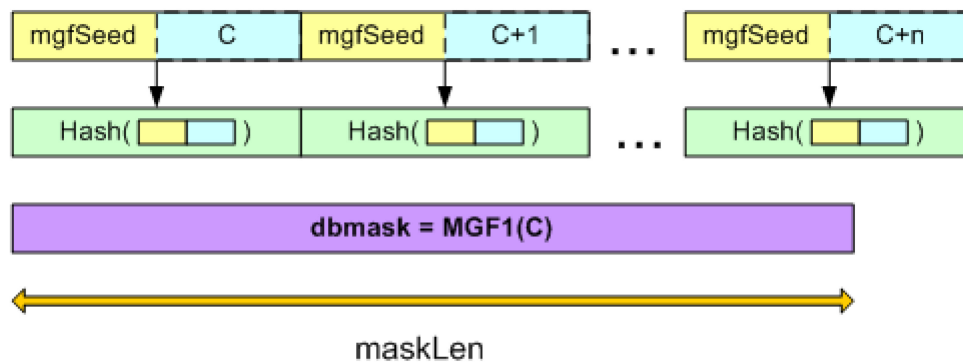 mgfSeed C mgfSeed C+1 ... mgfSeed C+n
Hash( ) Hash( ) ... Hash( )
dbmask = MGF1(C)
maskLen